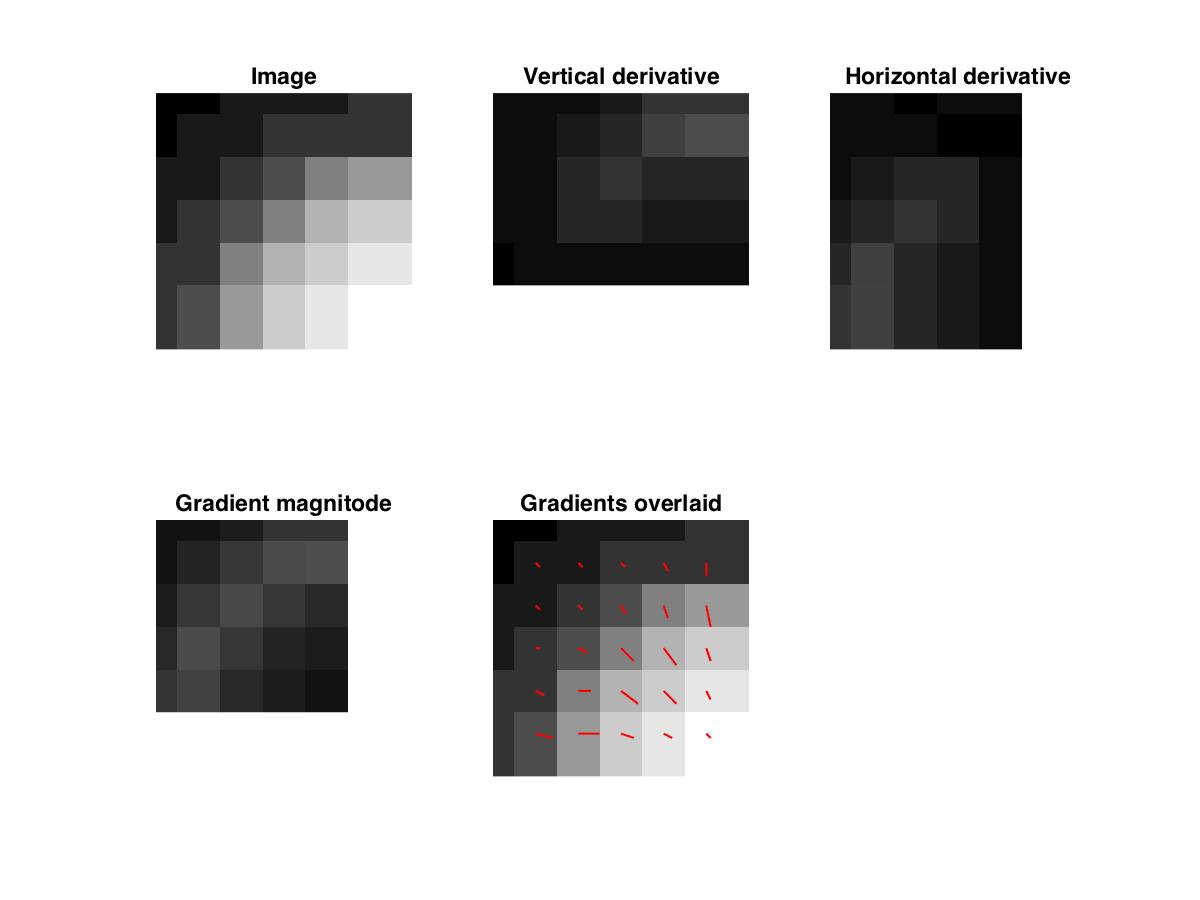 Image
Vertical derivative
Horizontal derivative
Gradient magnitode
Gradients overlaid